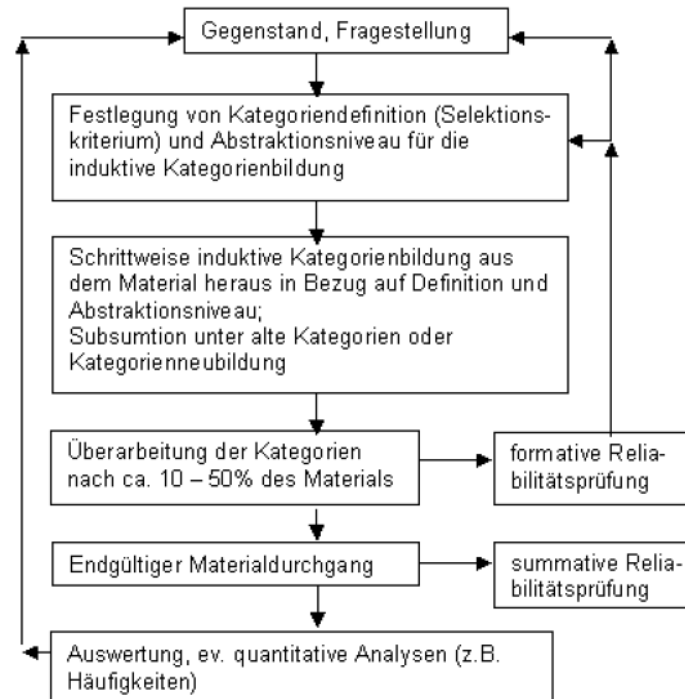 Gegenstand, Fragestellung
Festlegung von Kategoriendefinition (Selektions-
kriterium) und Abstraktionsniveau für die
induktive Kategorienbildung
Schrittweise induktive Kategorienbildung aus
dem Material heraus in Bezug auf Definition und
Abstraktionsniveau;
Subsumtion unter alte Kategorien oder
Kategorienneubildung
Überarbeitung der Kategorien
nach ca. 10 – 50% des Materials
formative Relia-
bilitätsprüfung
Endgültiger Materialdurchgang
summative Relia-
bilitätsprüfung
Auswertung, ev. quantitative Analysen (z.B.
Häufigkeiten)